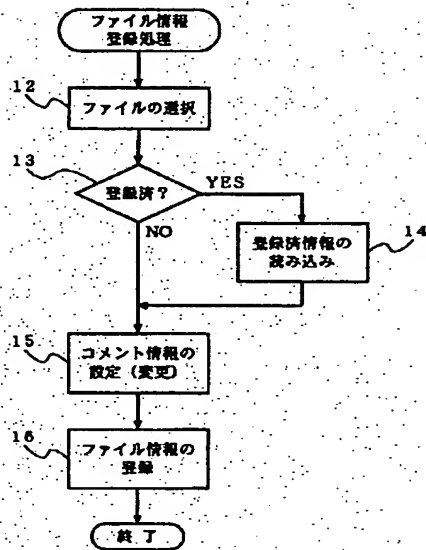 ファイル情報
登録処理
12
ファイルの選択
13
登録済?
YES
NO
登録済情報の
読み込み
14
15
コメント情報の
設定(変更)
16
ファイル情報の
登録
終了